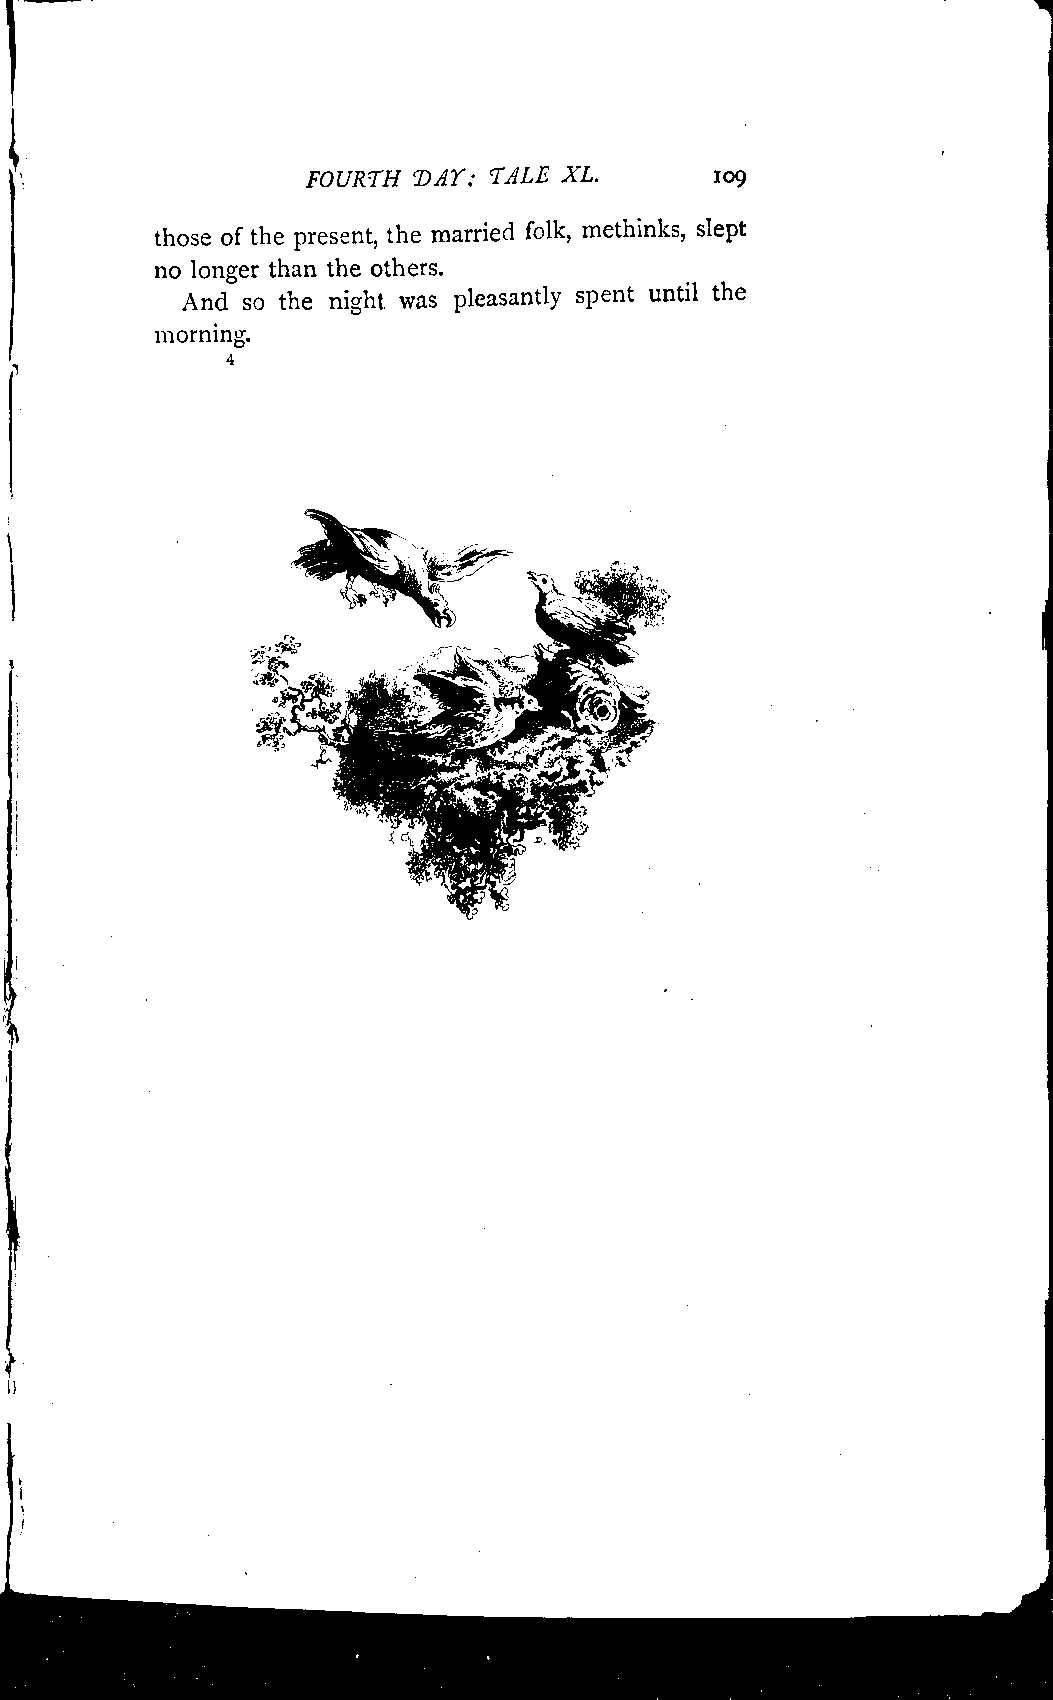 FOURTH DAY: TALE XL. 109
those of the present, the married folk, methinks, slept
no longer than the others.
And so the night was pleasantly spent until the
morning.
4